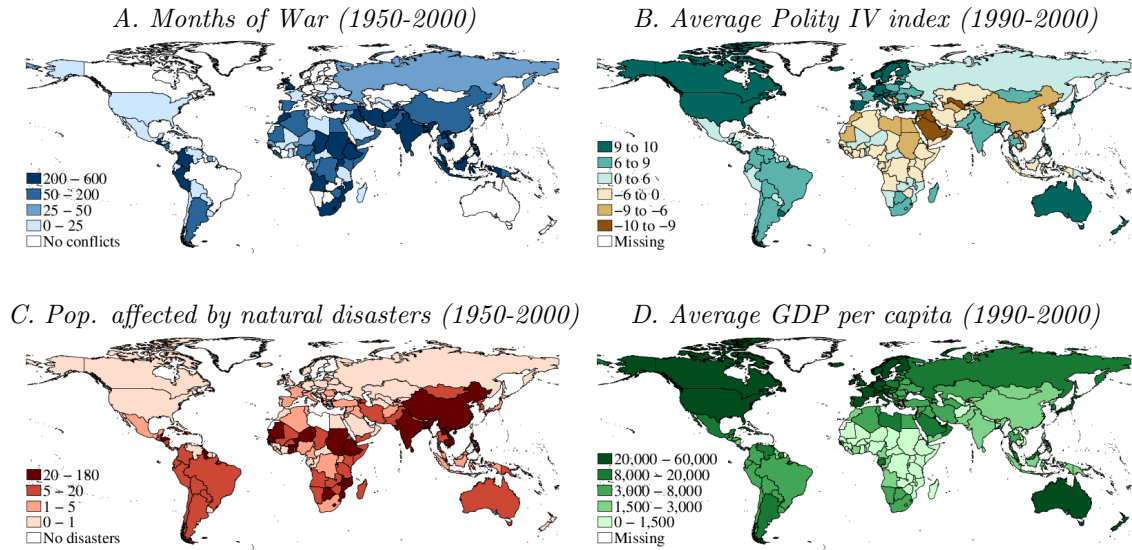 A. Months of War (1950-2000)
200 – 600
50 – 200
25 – 50
0 – 25
No conflicts
B. Average Polity IV index (1990-2000)
9 to 10
6 to 9
0 to 6
−6 to 0
−9 to −6
−10 to −9
Missing
C. Pop. affected by natural disasters (1950-2000)
20 – 180
5 – 20
1 – 5
0 – 1
No disasters
D. Average GDP per capita (1990-2000)
20,000 – 60,000
8,000 – 20,000
3,000 – 8,000
1,500 – 3,000
0 – 1,500
Missing